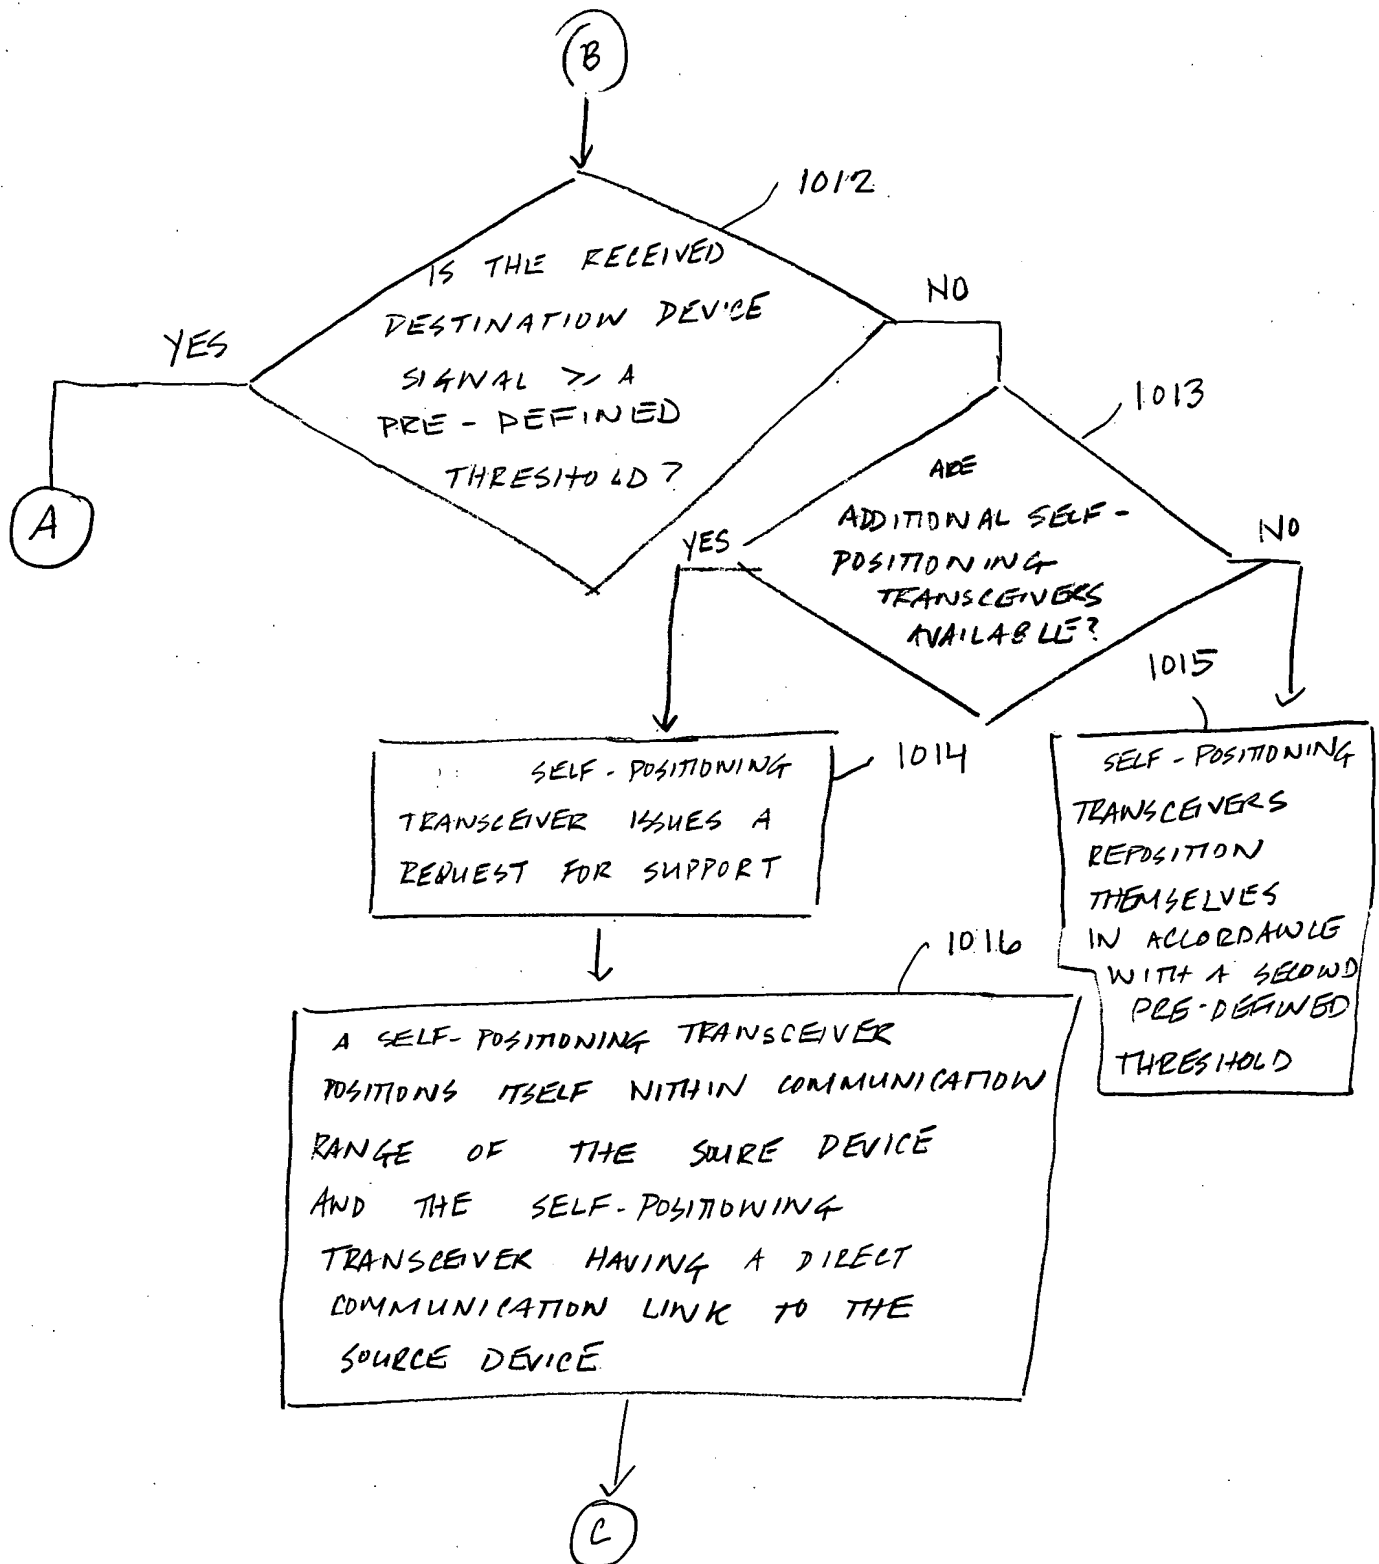 B
1012
IS THE RECEIVED
DESTINATION DEVICE
SIGNAL ≥ A
PRE-DEFINED
THRESHOLD?
YES
NO
A
1013
ARE
ADDITIONAL SELF-
POSITIONING
TRANSCEIVERS
AVAILABLE?
YES
NO
1014
SELF-POSITIONING
TRANSCEIVER ISSUES A
REQUEST FOR SUPPORT
1015
SELF-POSITIONING
TRANSCEIVERS
REPOSITION
THEMSELVES
IN ACCORDANCE
WITH A SECOND
PRE-DEFINED
THRESHOLD
1016
A SELF-POSITIONING TRANSCEIVER
POSITIONS ITSELF WITHIN COMMUNICATION
RANGE OF THE SOURE DEVICE
AND THE SELF-POSITIONING
TRANSCEIVER HAVING A DIRECT
COMMUNICATION LINK TO THE
SOURCE DEVICE
C